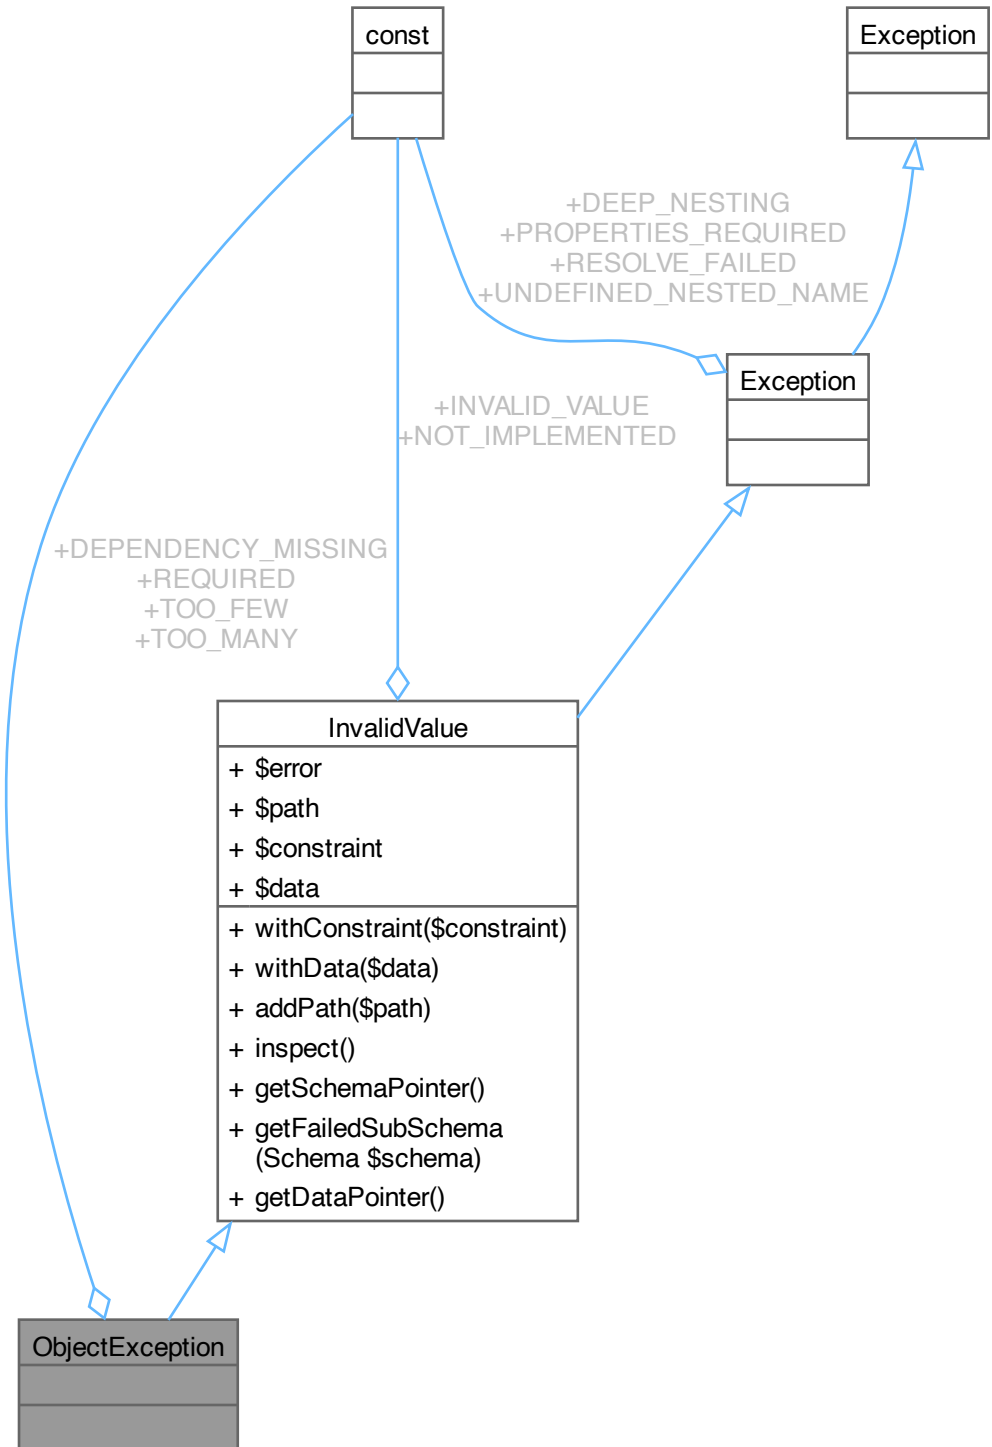 const
Exception
+DEEP_NESTING
+PROPERTIES_REQUIRED
+RESOLVE_FAILED
+UNDEFINED_NESTED_NAME
Exception
+INVALID_VALUE
+NOT_IMPLEMENTED
+DEPENDENCY_MISSING
+REQUIRED
+TOO_FEW
+TOO_MANY
InvalidValue
+ $error
+ $path
+ $constraint
+ $data
+ withConstraint($constraint)
+ withData($data)
+ addPath($path)
+ inspect()
+ getSchemaPointer()
+ getFailedSubSchema
(Schema $schema)
+ getDataPointer()
ObjectException